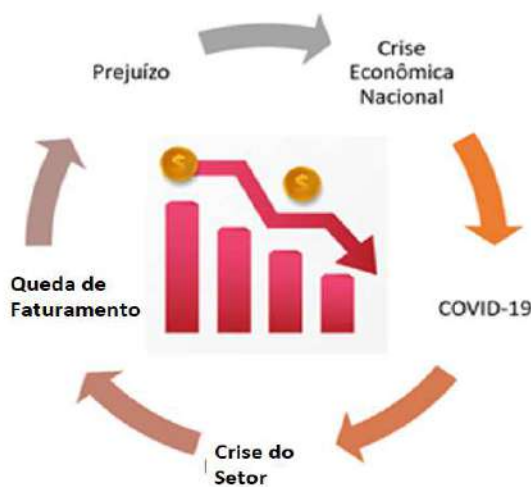 Prejuízo
Crise
Econômica
Nacional
COVID-19
Crise do
Setor
Queda de
Faturamento
$
$